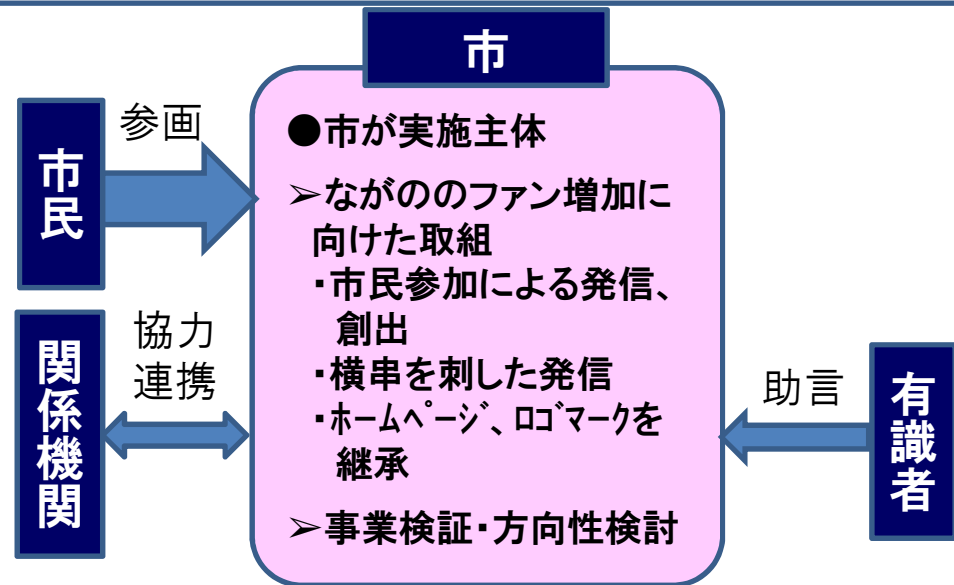 市
市民
参画
●市が実施主体
➢ながののファン増加に
向けた取組
・市民参加による発信、
創出
・横串を刺した発信
・ﾎｰﾑﾍﾟｰｼﾞ、ﾛｺﾞﾏｰｸを
継承
➢事業検証・方向性検討
関係機関
協力
連携
助言
有識者